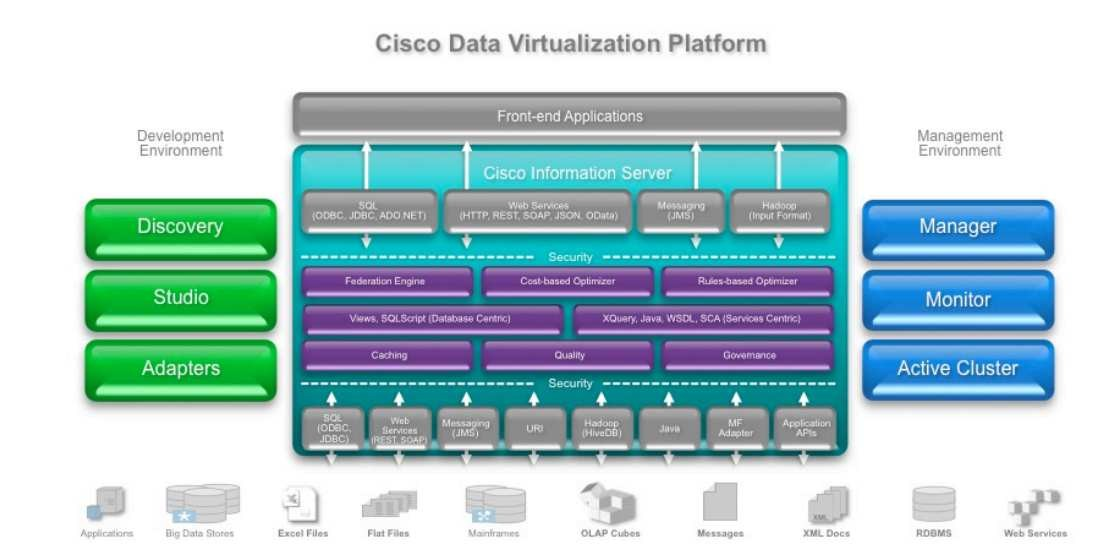 Cisco Data Virtualization Platform
Front-end Applications
Development
Environment
Management
Environment
Cisco Information Server
SQL
(ODBC, JDBC, ADO.NET)
Web Services
(HTTP, REST, SOAP, JSON, OData)
Messaging
(JMS)
Hadoop
(Input Format)
Discovery
Manager
Security
Federation Engine
Cost-based Optimizer
Rules-based Optimizer
Studio
Monitor
Views, SQLScript (Database Centric)
XQuery, Java, WSDL, SCA (Services Centric)
Caching
Quality
Governance
Adapters
Active Cluster
Security
SQL
(ODBC,
JDBC)
Web
Services
(REST, SOAP)
Messaging
(JMS)
URI
Hadoop
(HiveDB)
Java
MF
Adapter
Application
APIs
XML
Applications
Big Data Stores
Excel Files
Flat Files
Mainframes
OLAP Cubes
Messages
XML Docs
RDBMS
Web Services